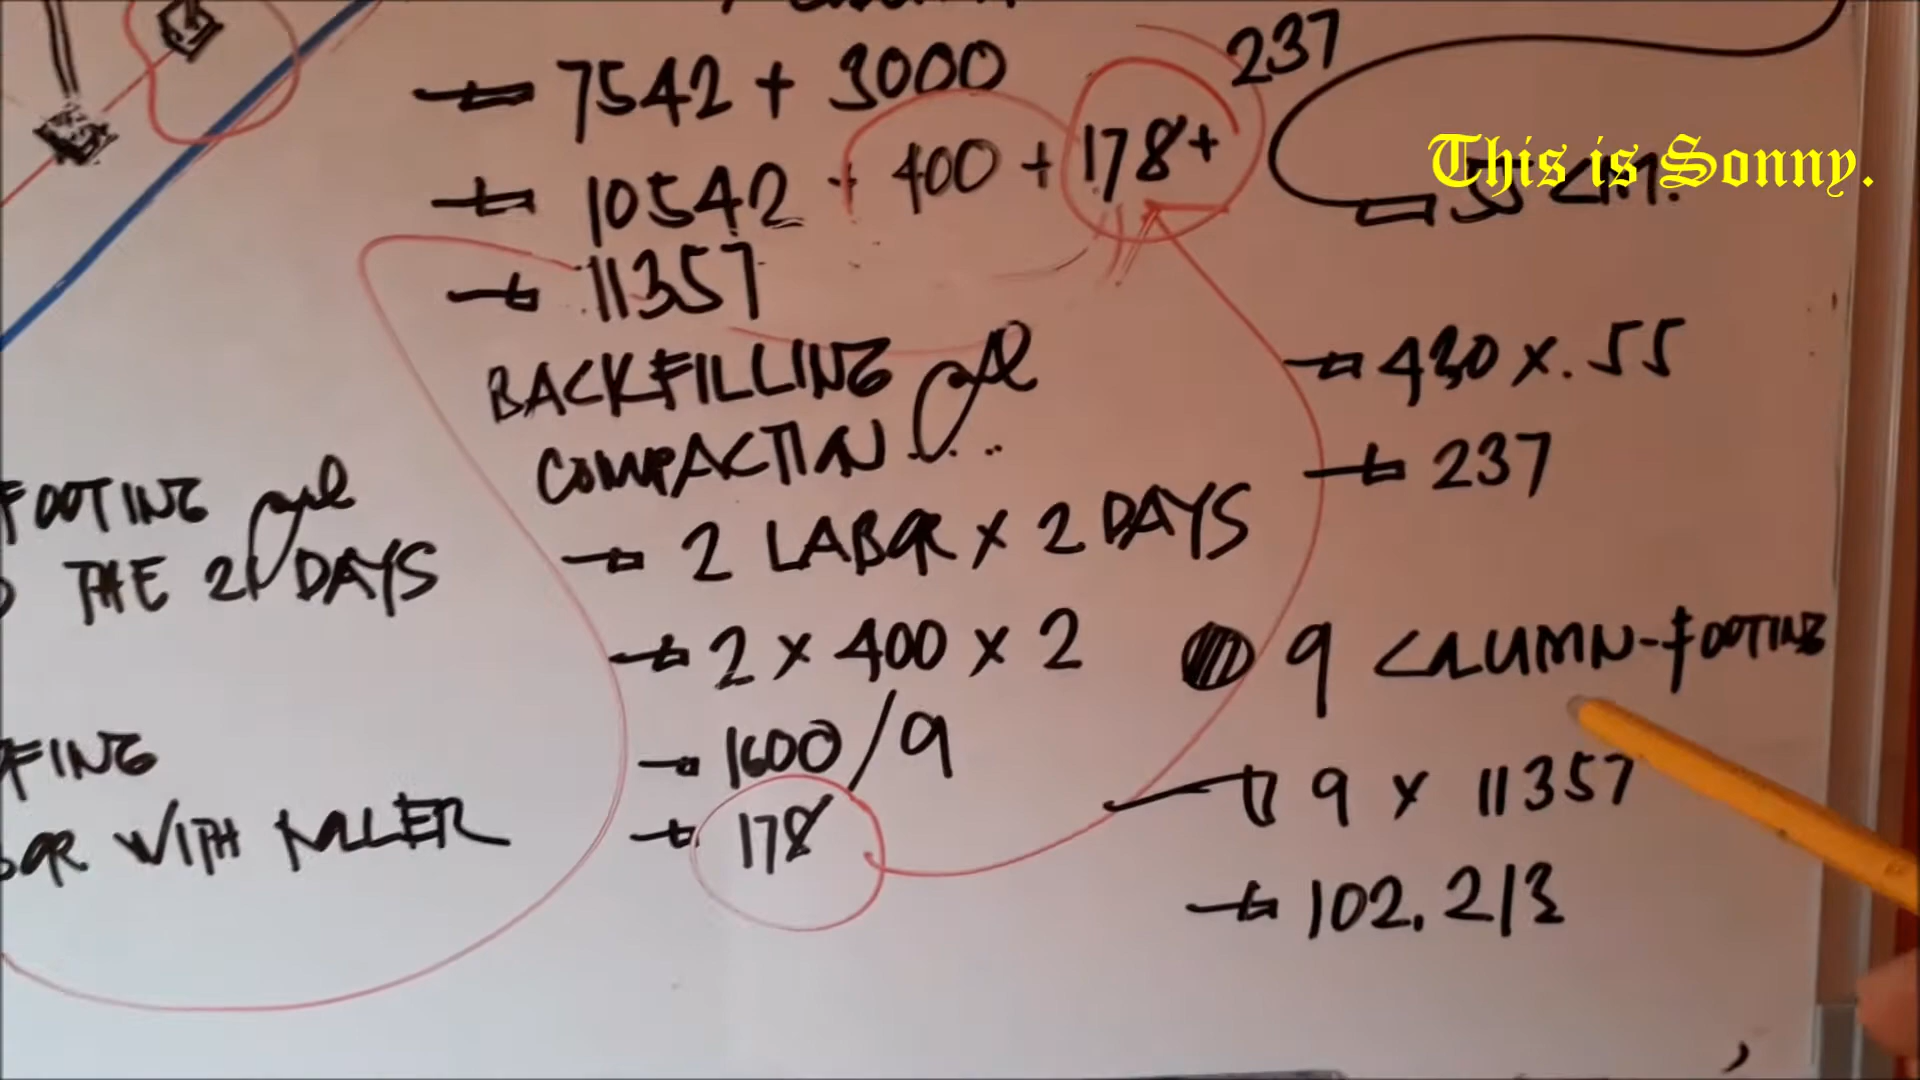 237
7542 + 3000
This is Sonny.
10542 + 400 + 178 +
55 CM.
11357
430 x .55
BACKFILLING
COMPACTION ...
237
2 LABOR x 2 DAYS
FOOTING
THE 2 DAYS
2 x 400 x 2
9 COLUMN-FOOTING
1600/9
FING
9 x 11357
178
WITH ROLLER
102.213